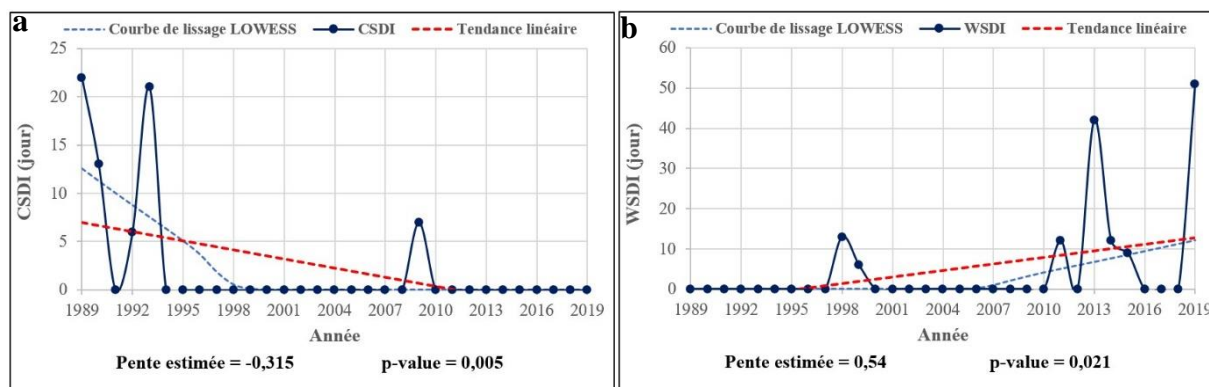 a
Courbe de lissage LOWESS CSDI Tendance linéaire
25
20
15
10
5
0
CSDI (jour)
1989 1992 1995 1998 2001 2004 2007 2010 2013 2016 2019
Année
Pente estimée = -0,315 p-value = 0,005
b
Courbe de lissage LOWESS WSDI Tendance linéaire
60
50
40
30
20
10
0
WSDI (jour)
1989 1992 1995 1998 2001 2004 2007 2010 2013 2016 2019
Année
Pente estimée = 0,54 p-value = 0,021